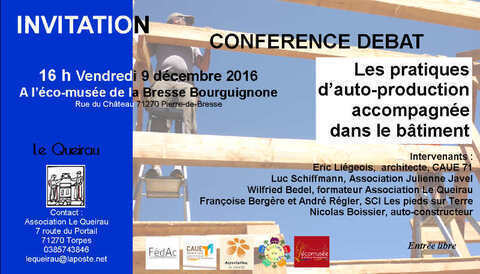 INVITATION
CONFERENCE DEBAT
16 h Vendredi 9 décembre 2016
A l'éco-musée de la Bresse Bourguignone
Rue du Château 71270 Pierre-de-Bresse
Les pratiques
d'auto-production
accompagnée
dans le bâtiment
Intervenants :
Eric Liégeois, architecte, CAUE 71
Luc Schiffmann, Association Julienne Javel
Wilfried Bedel, formateur Association Le Queirau
Françoise Bergère et André Régler, SCI Les pieds sur Terre
Nicolas Boissier, auto-constructeur
Le Queirau
Contact :
Association Le Queirau
7 route du Portail
71270 Torpes
0385743846
lequeirau@laposte.net
FédAc
CAUE
écomusée
Entrée libre